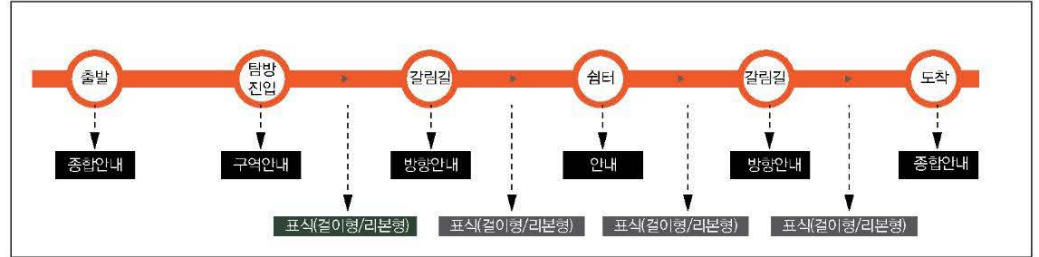 출발
탐방
진입
갈림길
쉼터
갈림길
도착
종합안내
구역안내
방향안내
안내
방향안내
종합안내
표식(걸이형/리본형)
표식(걸이형/리본형)
표식(걸이형/리본형)
표식(걸이형/리본형)